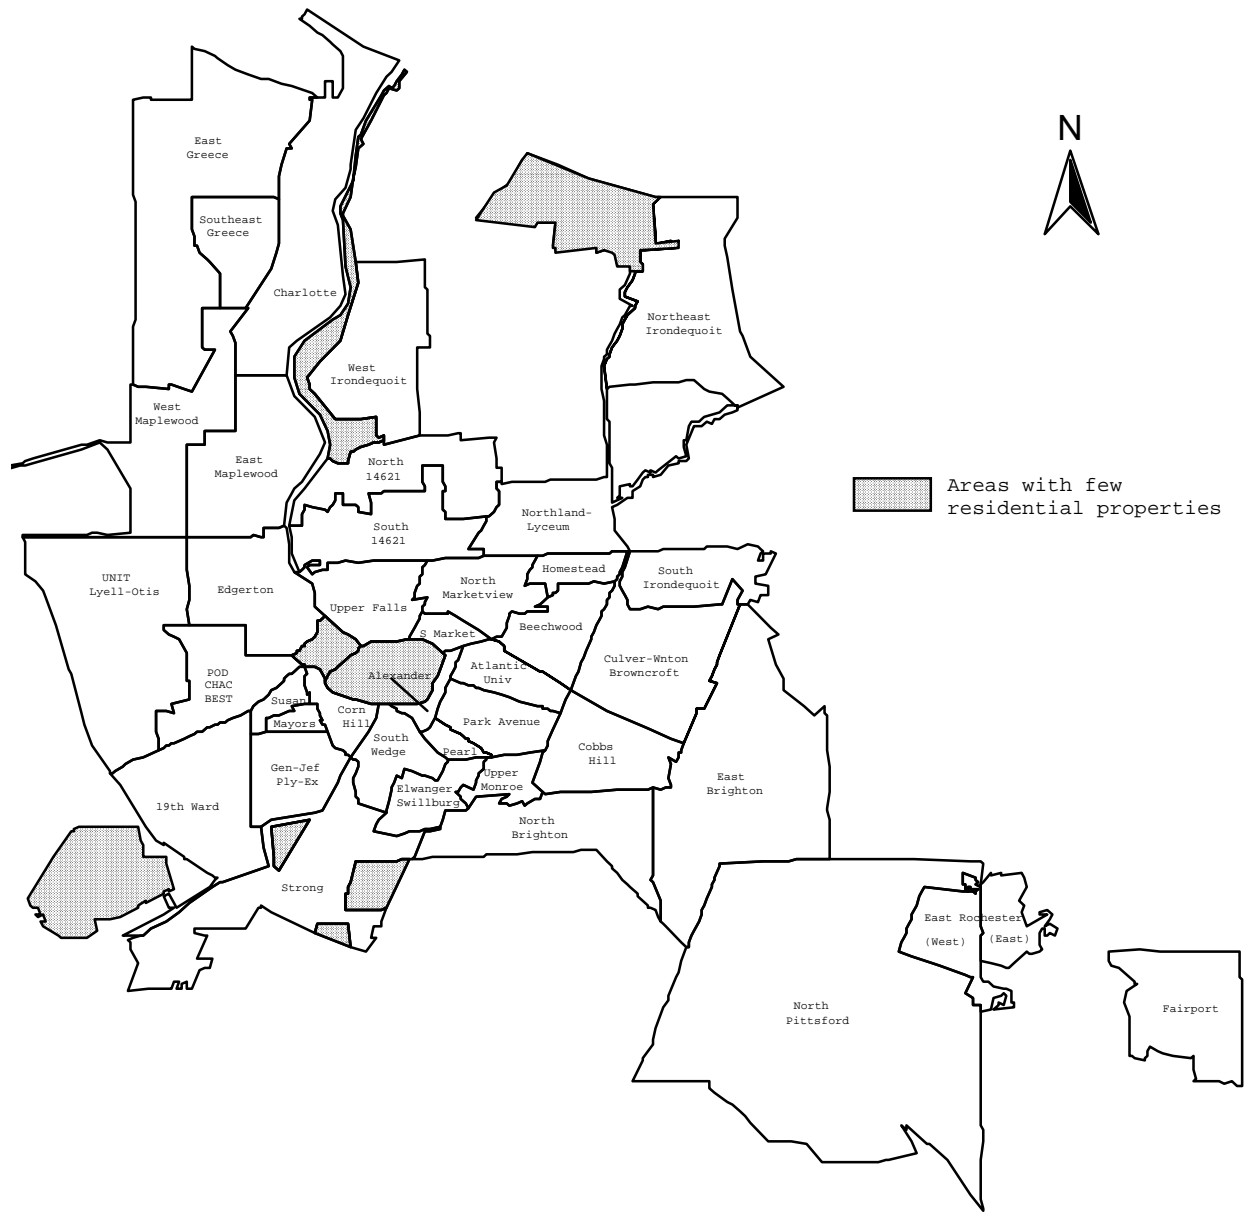 N
East
Greece
Southeast
Greece
Charlotte
Northeast
Irondequoit
West
Irondequoit
West
Maplewood
East
Maplewood
North
14621
Areas with few
residential properties
Northland-
Lyceum
South
14621
UNIT
Lyell-Otis
Edgerton
Homestead
South
Irondequoit
North
Marketview
Upper Falls
S Market
Beechwood
Culver-Wnton
Browncroft
Atlantic
Univ
Alexander
POD
CHAC
BEST
Susan
Mayors
Corn
Hill
Park Avenue
South
Wedge
Pearl
Cobbs
Hill
Gen-Jef
Ply-Ex
Upper
Monroe
Elwanger
Swillburg
East
Brighton
19th Ward
North
Brighton
Strong
East Rochester
(West)
(East)
North
Pittsford
Fairport